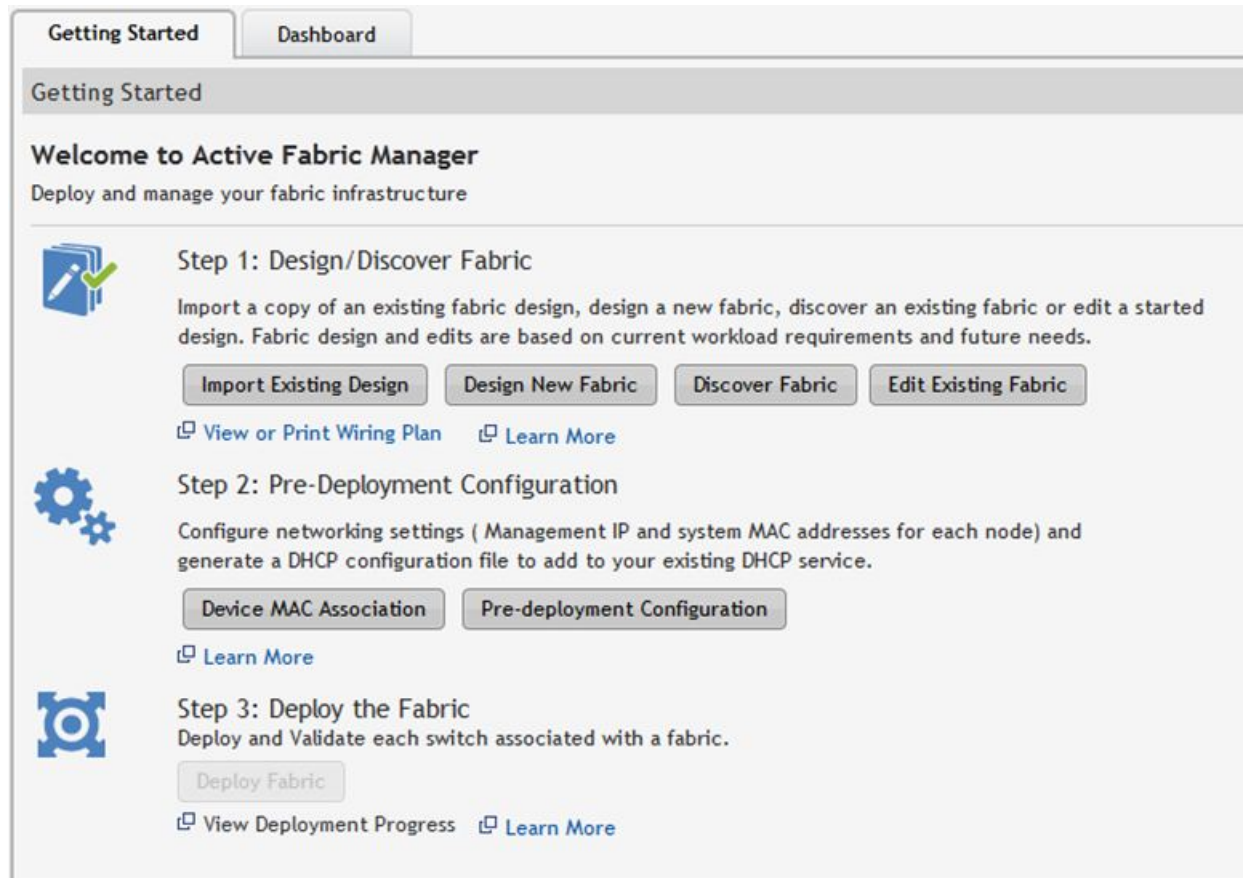 Getting Started Dashboard
Getting Started
Welcome to Active Fabric Manager
Deploy and manage your fabric infrastructure
Step 1: Design/Discover Fabric
Import a copy of an existing fabric design, design a new fabric, discover an existing fabric or edit a started
design. Fabric design and edits are based on current workload requirements and future needs.
Import Existing Design Design New Fabric Discover Fabric Edit Existing Fabric
View or Print Wiring Plan Learn More
Step 2: Pre-Deployment Configuration
Configure networking settings ( Management IP and system MAC addresses for each node) and
generate a DHCP configuration file to add to your existing DHCP service.
Device MAC Association Pre-deployment Configuration
Learn More
Step 3: Deploy the Fabric
Deploy and Validate each switch associated with a fabric.
Deploy Fabric
View Deployment Progress Learn More